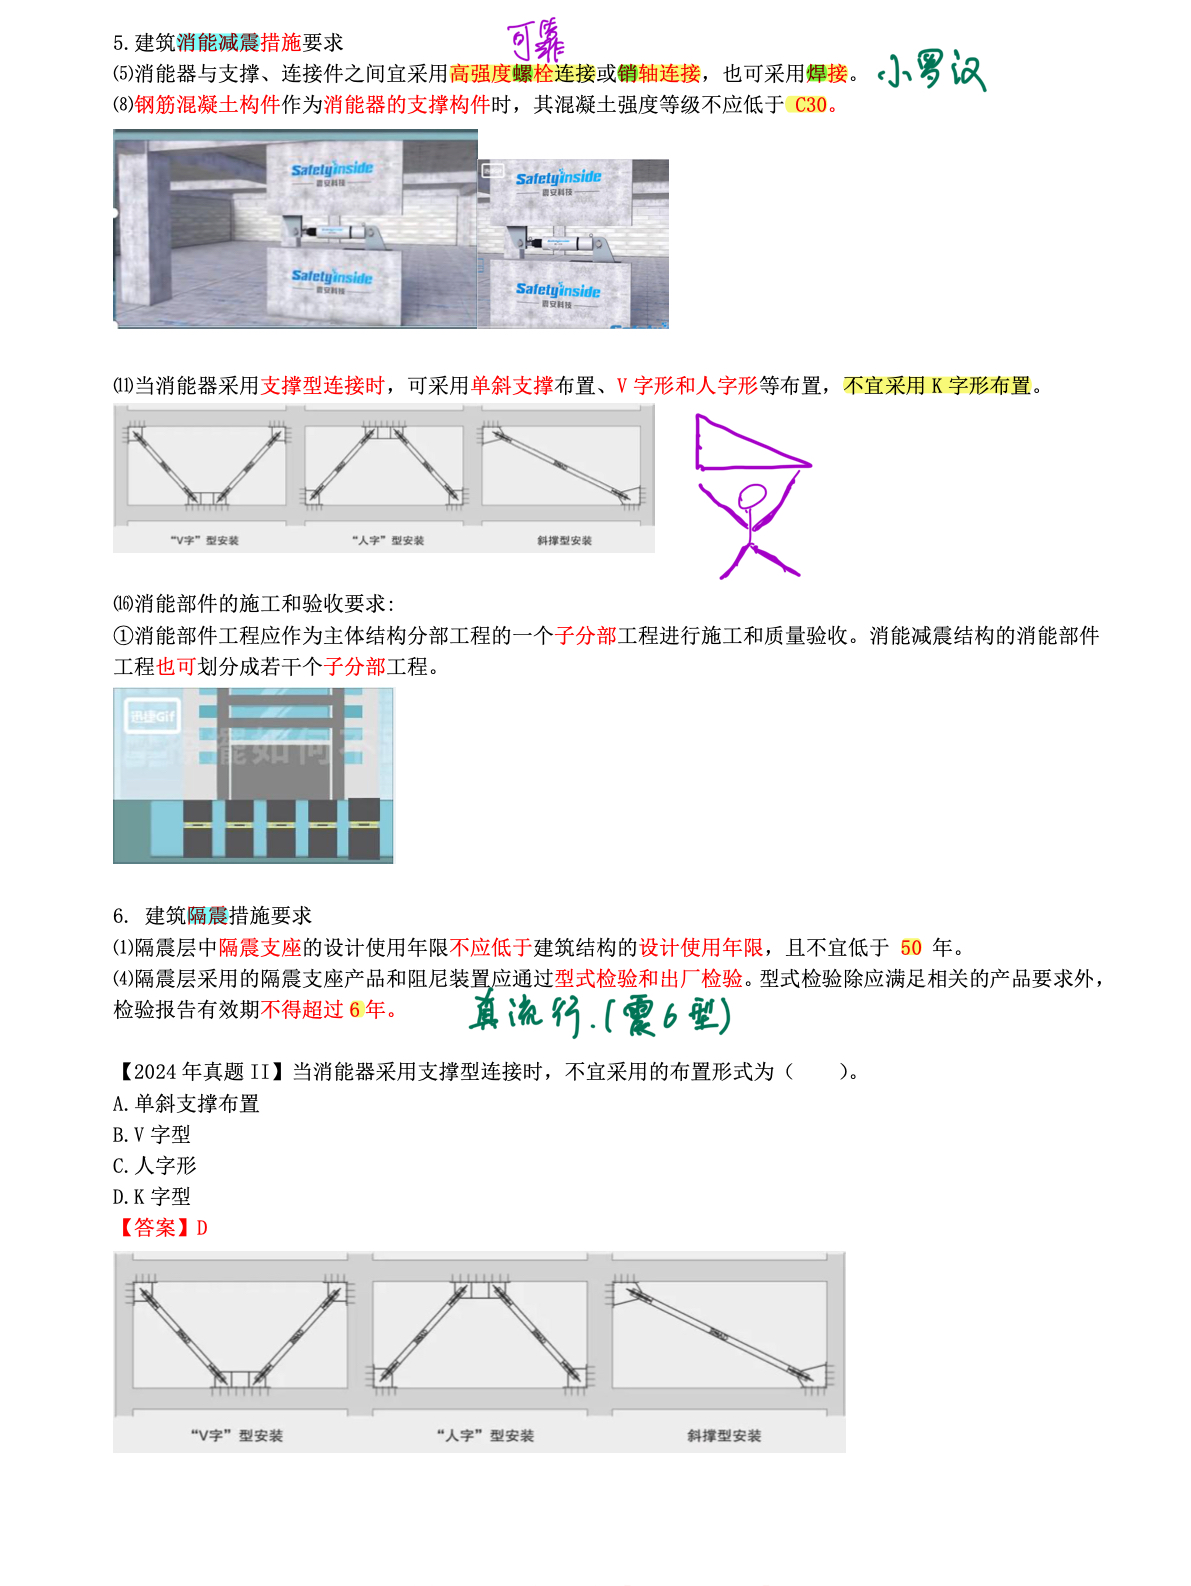 5.建筑消能减震措施要求
可靠
⑸消能器与支撑、连接件之间宜采用高强度螺栓连接或销轴连接，也可采用焊接。
小罗汉
⑻钢筋混凝土构件作为消能器的支撑构件时，其混凝土强度等级不应低于 C30。
Safetyinside
震安科技
Safetyinside
震安科技
Safetyinside
震安科技
Safetyinside
震安科技
⑾当消能器采用支撑型连接时，可采用单斜支撑布置、V 字形和人字形等布置，不宜采用 K 字形布置。
“V字”型安装
“人字”型安装
斜撑型安装
⒃消能部件的施工和验收要求:
①消能部件工程应作为主体结构分部工程的一个子分部工程进行施工和质量验收。消能减震结构的消能部件
工程也可划分成若干个子分部工程。
迅捷Gif
摆如何不
6. 建筑隔震措施要求
⑴隔震层中隔震支座的设计使用年限不应低于建筑结构的设计使用年限，且不宜低于 50 年。
⑷隔震层采用的隔震支座产品和阻尼装置应通过型式检验和出厂检验。型式检验除应满足相关的产品要求外，
检验报告有效期不得超过 6 年。
真流行.(震6型)
【2024 年真题 II】当消能器采用支撑型连接时，不宜采用的布置形式为（ ）。
A.单斜支撑布置
B.V 字型
C.人字形
D.K 字型
【答案】D
“V字”型安装
“人字”型安装
斜撑型安装